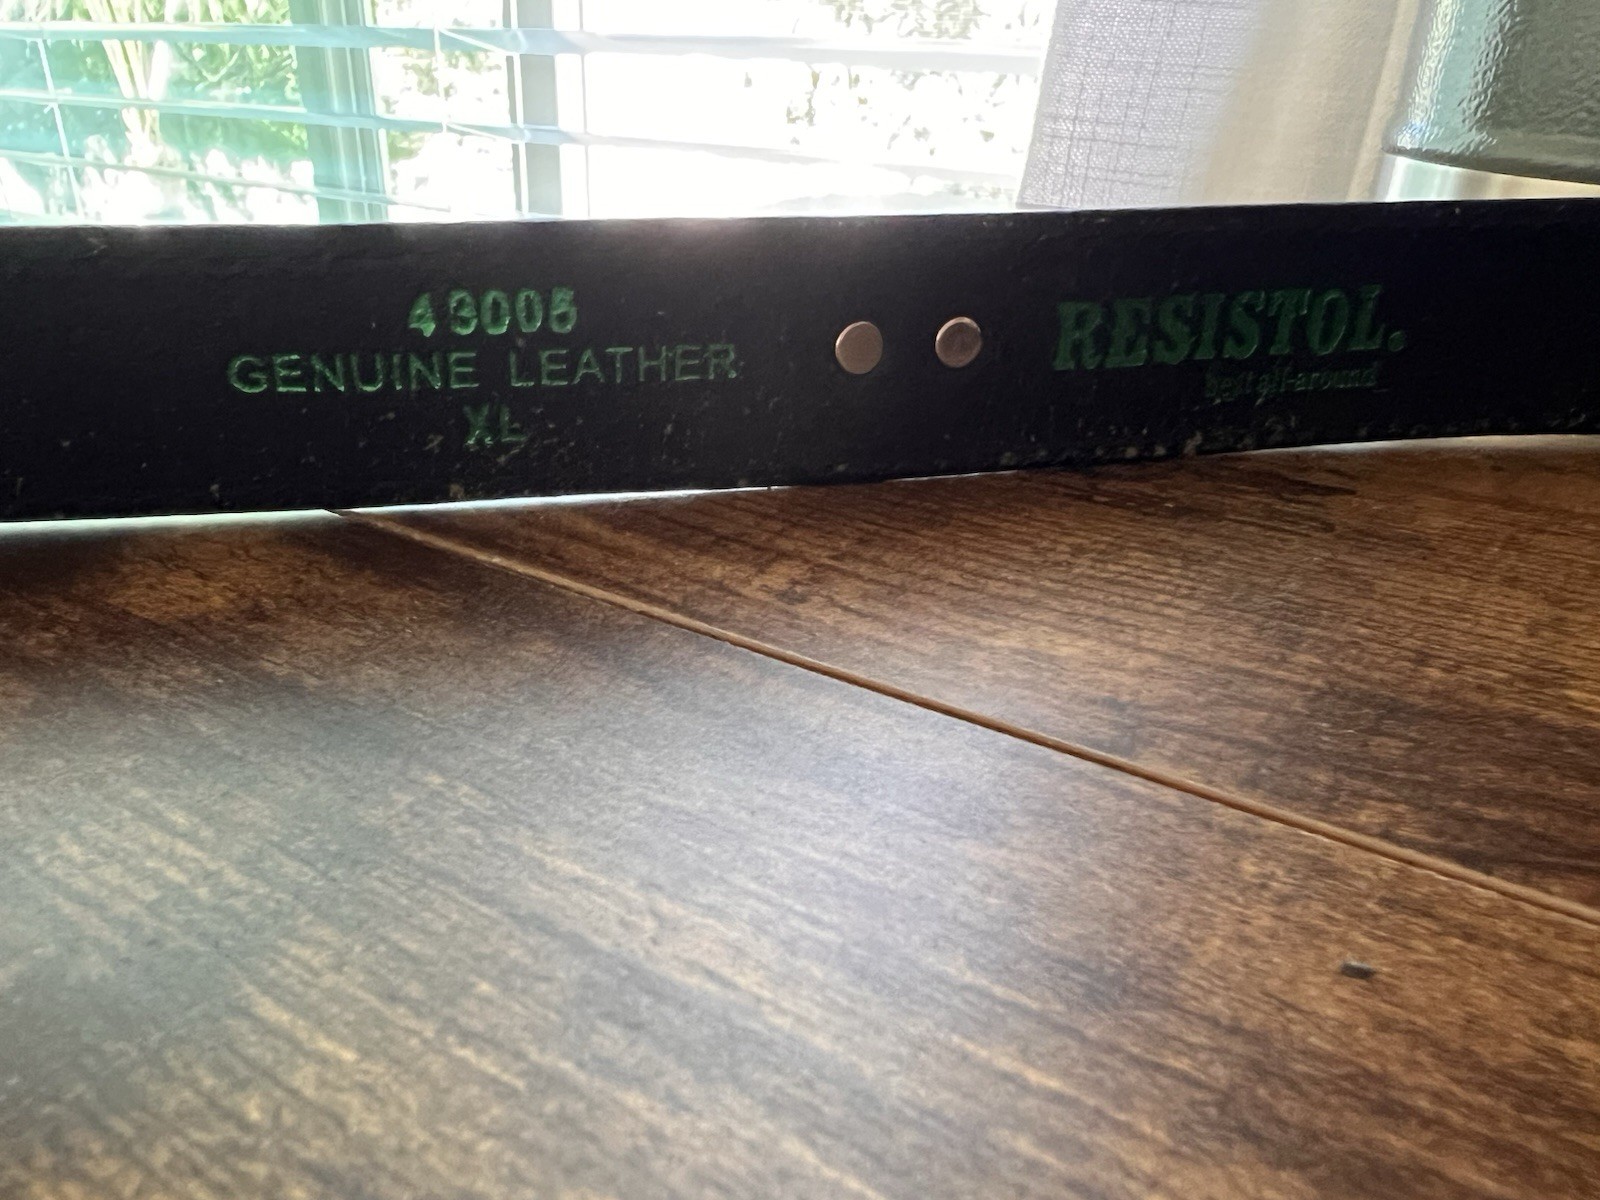 43005
GENUINE LEATHER
XL
RESISTOL.
best all-around